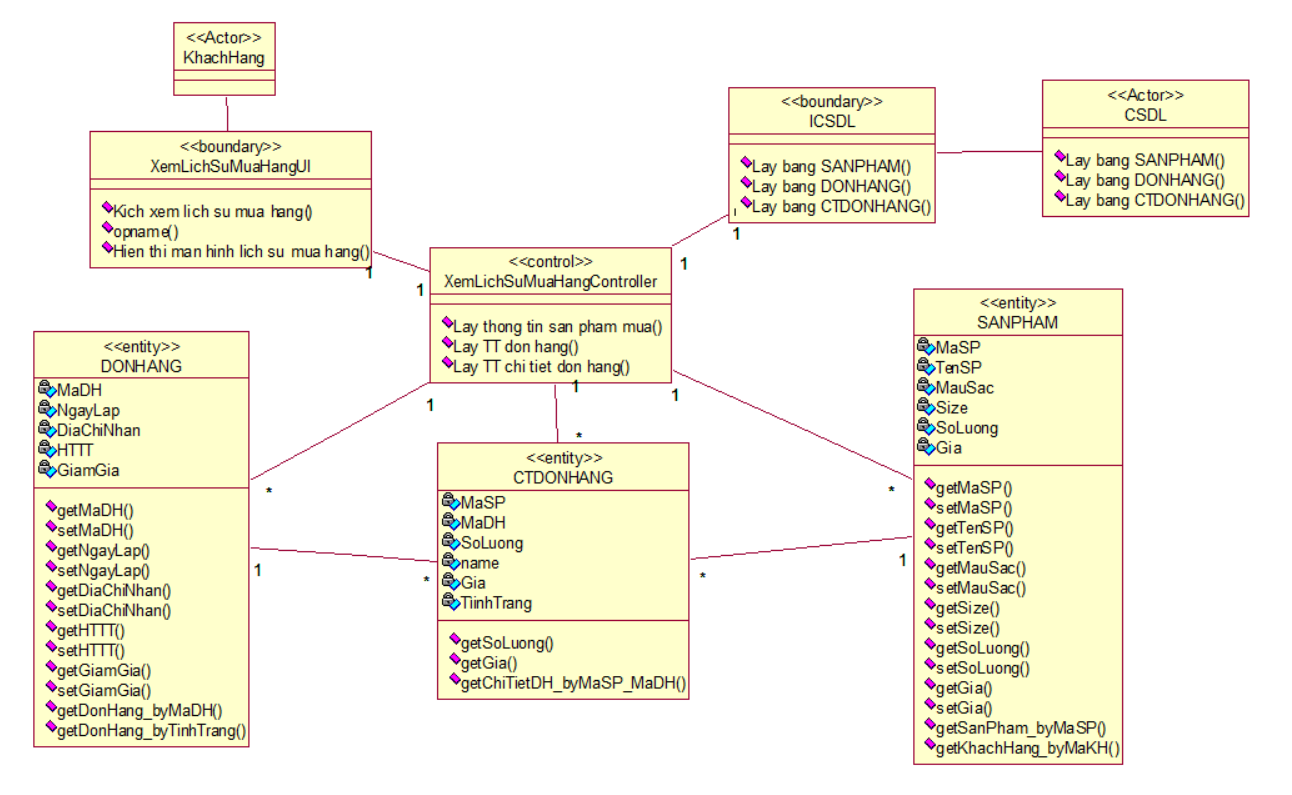 <<Actor>>
KhachHang
<<boundary>>
XemLichSuMuaHangUI
Kich xem lich su mua hang()
opname()
Hien thi man hinh lich su mua hang()
1
1
<<boundary>>
ICSDL
Lay bang SANPHAM()
Lay bang DONHANG()
Lay bang CTDONHANG()
1
1
<<Actor>>
CSDL
Lay bang SANPHAM()
Lay bang DONHANG()
Lay bang CTDONHANG()
<<control>>
XemLichSuMuaHangController
Lay thong tin san pham mua()
Lay TT don hang()
Lay TT chi tiet don hang()
1
1
1
*
*
*
<<entity>>
DONHANG
MaDH
NgayLap
DiaChiNhan
HTTT
GiamGia
getMaDH()
setMaDH()
getNgayLap()
setNgayLap()
getDiaChiNhan()
setDiaChiNhan()
getHTTT()
setHTTT()
getGiamGia()
setGiamGia()
getDonHang_byMaDH()
getDonHang_byTinhTrang()
1
*
<<entity>>
CTDONHANG
MaSP
MaDH
SoLuong
name
Gia
TiinhTrang
getSoLuong()
getGia()
getChiTietDH_byMaSP_MaDH()
*
1
<<entity>>
SANPHAM
MaSP
TenSP
MauSac
Size
SoLuong
Gia
getMaSP()
setMaSP()
getTenSP()
setTenSP()
getMauSac()
setMauSac()
getSize()
setSize()
getSoLuong()
setSoLuong()
getGia()
setGia()
getSanPham_byMaSP()
getKhachHang_byMaKH()